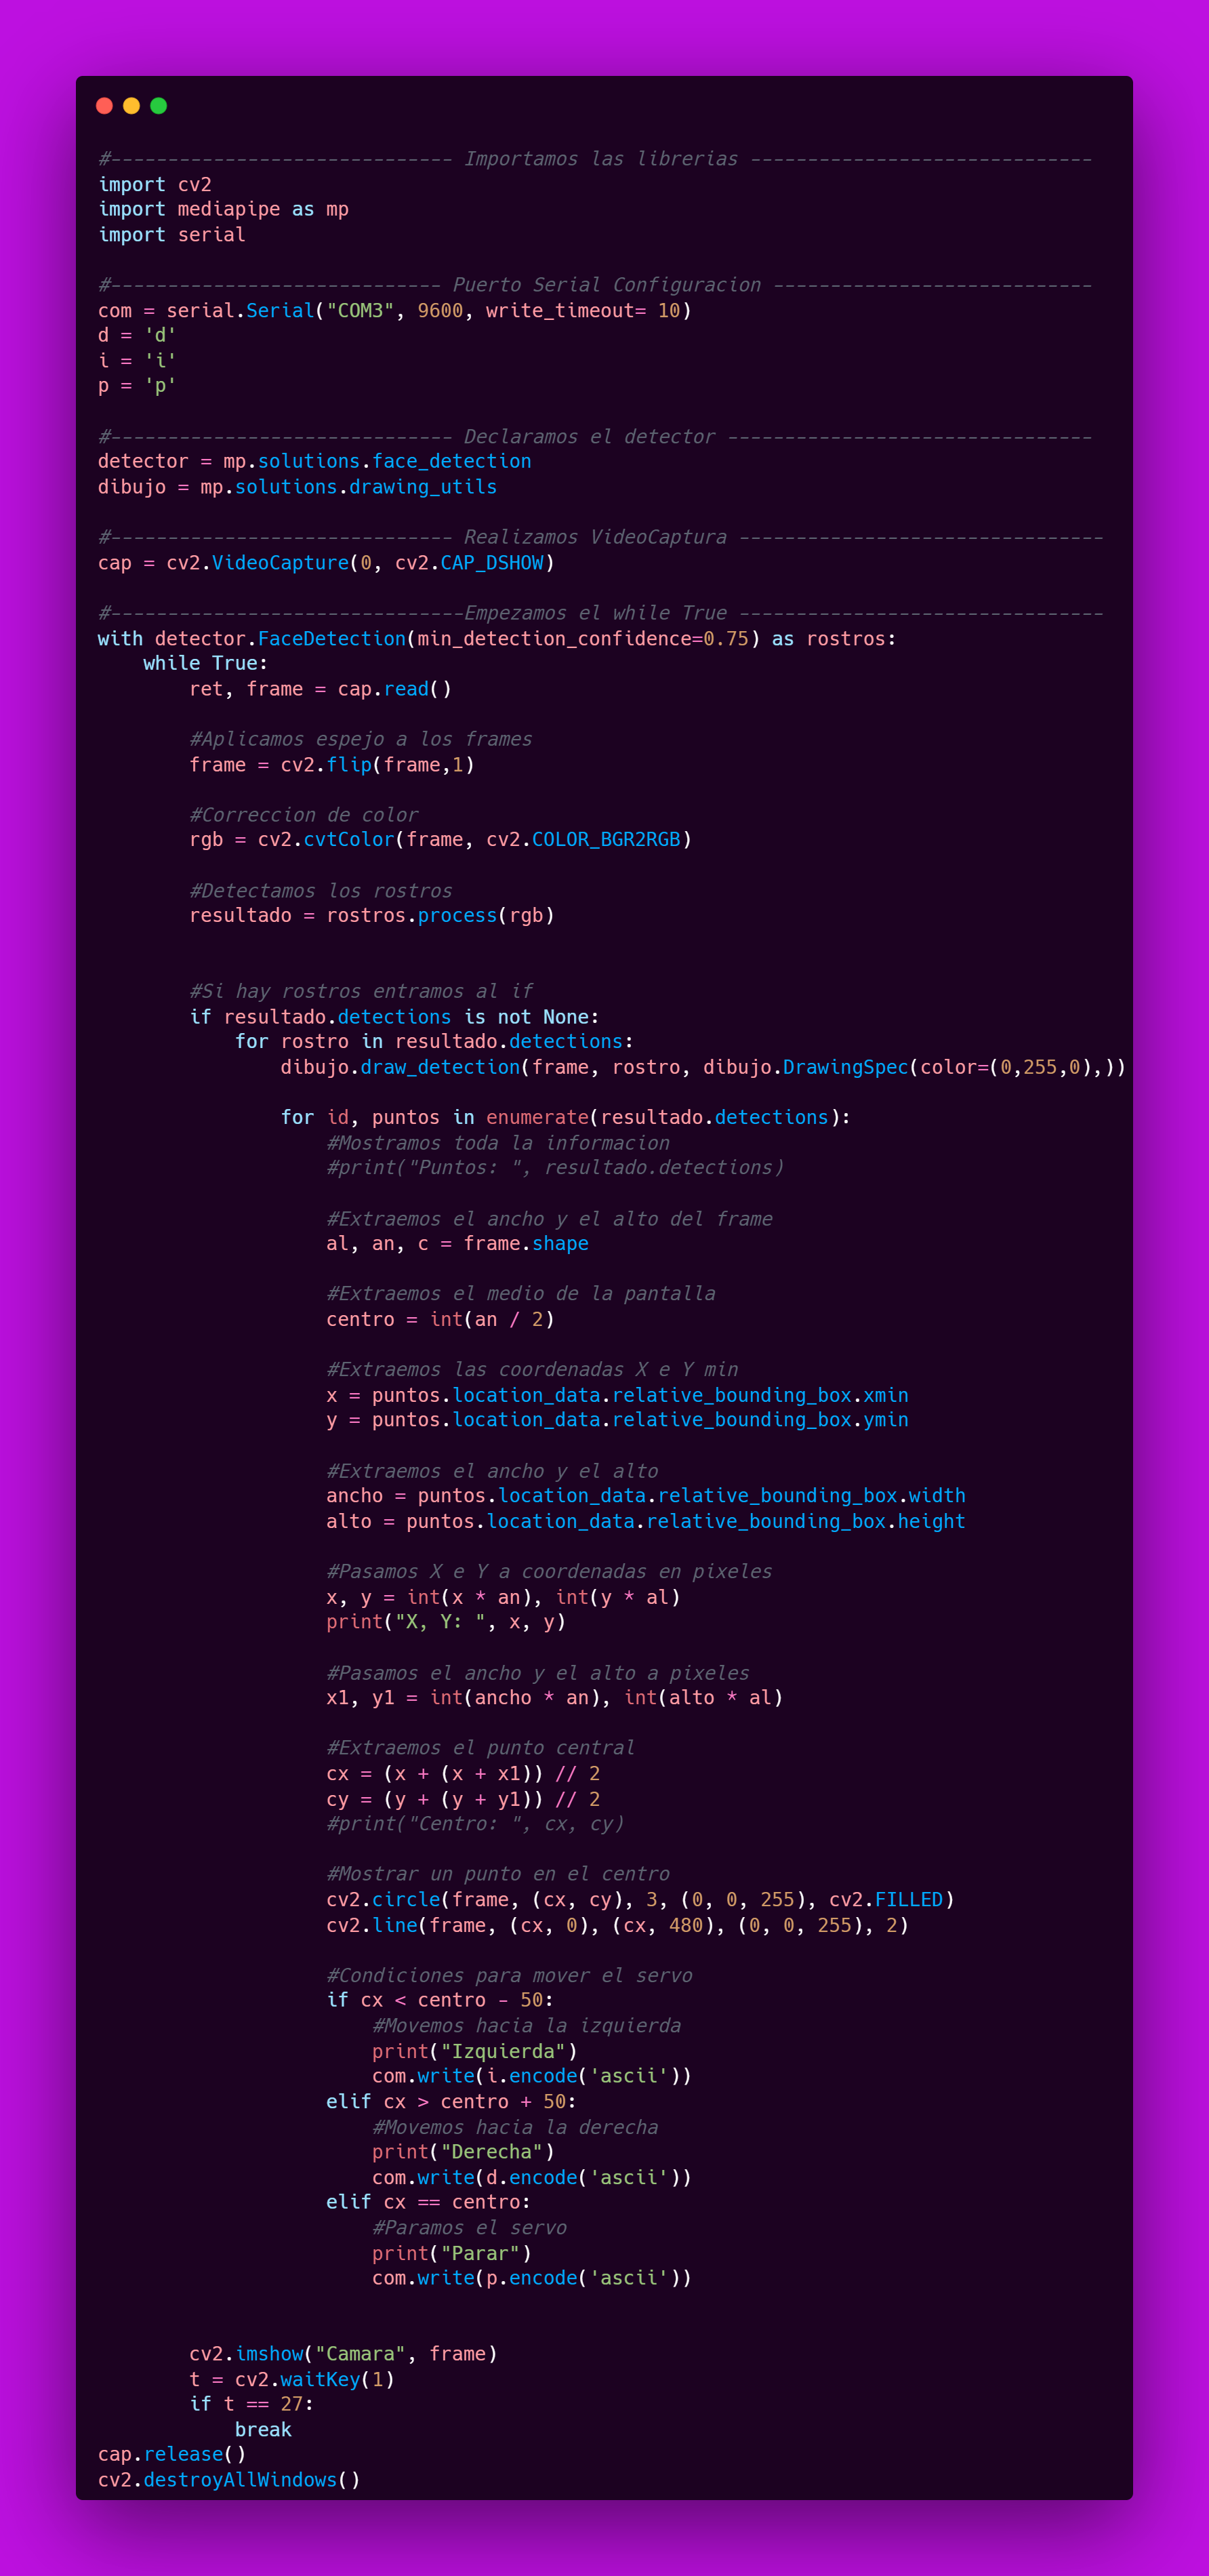 #------------------------------ Importamos las librerias ------------------------------
import cv2
import mediapipe as mp
import serial

#----------------------------- Puerto Serial Configuracion ----------------------------
com = serial.Serial("COM3", 9600, write_timeout= 10)
d = 'd'
i = 'i'
p = 'p'

#------------------------------ Declaramos el detector --------------------------------
detector = mp.solutions.face_detection
dibujo = mp.solutions.drawing_utils

#------------------------------ Realizamos VideoCaptura --------------------------------
cap = cv2.VideoCapture(0, cv2.CAP_DSHOW)

#-------------------------------Empezamos el while True --------------------------------
with detector.FaceDetection(min_detection_confidence=0.75) as rostros:
    while True:
        ret, frame = cap.read()

        #Aplicamos espejo a los frames
        frame = cv2.flip(frame,1)

        #Correccion de color
        rgb = cv2.cvtColor(frame, cv2.COLOR_BGR2RGB)

        #Detectamos los rostros
        resultado = rostros.process(rgb)


        #Si hay rostros entramos al if
        if resultado.detections is not None:
            for rostro in resultado.detections:
                dibujo.draw_detection(frame, rostro, dibujo.DrawingSpec(color=(0,255,0),))

                for id, puntos in enumerate(resultado.detections):
                    #Mostramos toda la informacion
                    #print("Puntos: ", resultado.detections)

                    #Extraemos el ancho y el alto del frame
                    al, an, c = frame.shape

                    #Extraemos el medio de la pantalla
                    centro = int(an / 2)

                    #Extraemos las coordenadas X e Y min
                    x = puntos.location_data.relative_bounding_box.xmin
                    y = puntos.location_data.relative_bounding_box.ymin

                    #Extraemos el ancho y el alto
                    ancho = puntos.location_data.relative_bounding_box.width
                    alto = puntos.location_data.relative_bounding_box.height

                    #Pasamos X e Y a coordenadas en pixeles
                    x, y = int(x * an), int(y * al)
                    print("X, Y: ", x, y)

                    #Pasamos el ancho y el alto a pixeles
                    x1, y1 = int(ancho * an), int(alto * al)

                    #Extraemos el punto central
                    cx = (x + (x + x1)) // 2
                    cy = (y + (y + y1)) // 2
                    #print("Centro: ", cx, cy)

                    #Mostrar un punto en el centro
                    cv2.circle(frame, (cx, cy), 3, (0, 0, 255), cv2.FILLED)
                    cv2.line(frame, (cx, 0), (cx, 480), (0, 0, 255), 2)

                    #Condiciones para mover el servo
                    if cx < centro - 50:
                        #Movemos hacia la izquierda
                        print("Izquierda")
                        com.write(i.encode('ascii'))
                    elif cx > centro + 50:
                        #Movemos hacia la derecha
                        print("Derecha")
                        com.write(d.encode('ascii'))
                    elif cx == centro:
                        #Paramos el servo
                        print("Parar")
                        com.write(p.encode('ascii'))


        cv2.imshow("Camara", frame)
        t = cv2.waitKey(1)
        if t == 27:
            break
cap.release()
cv2.destroyAllWindows()